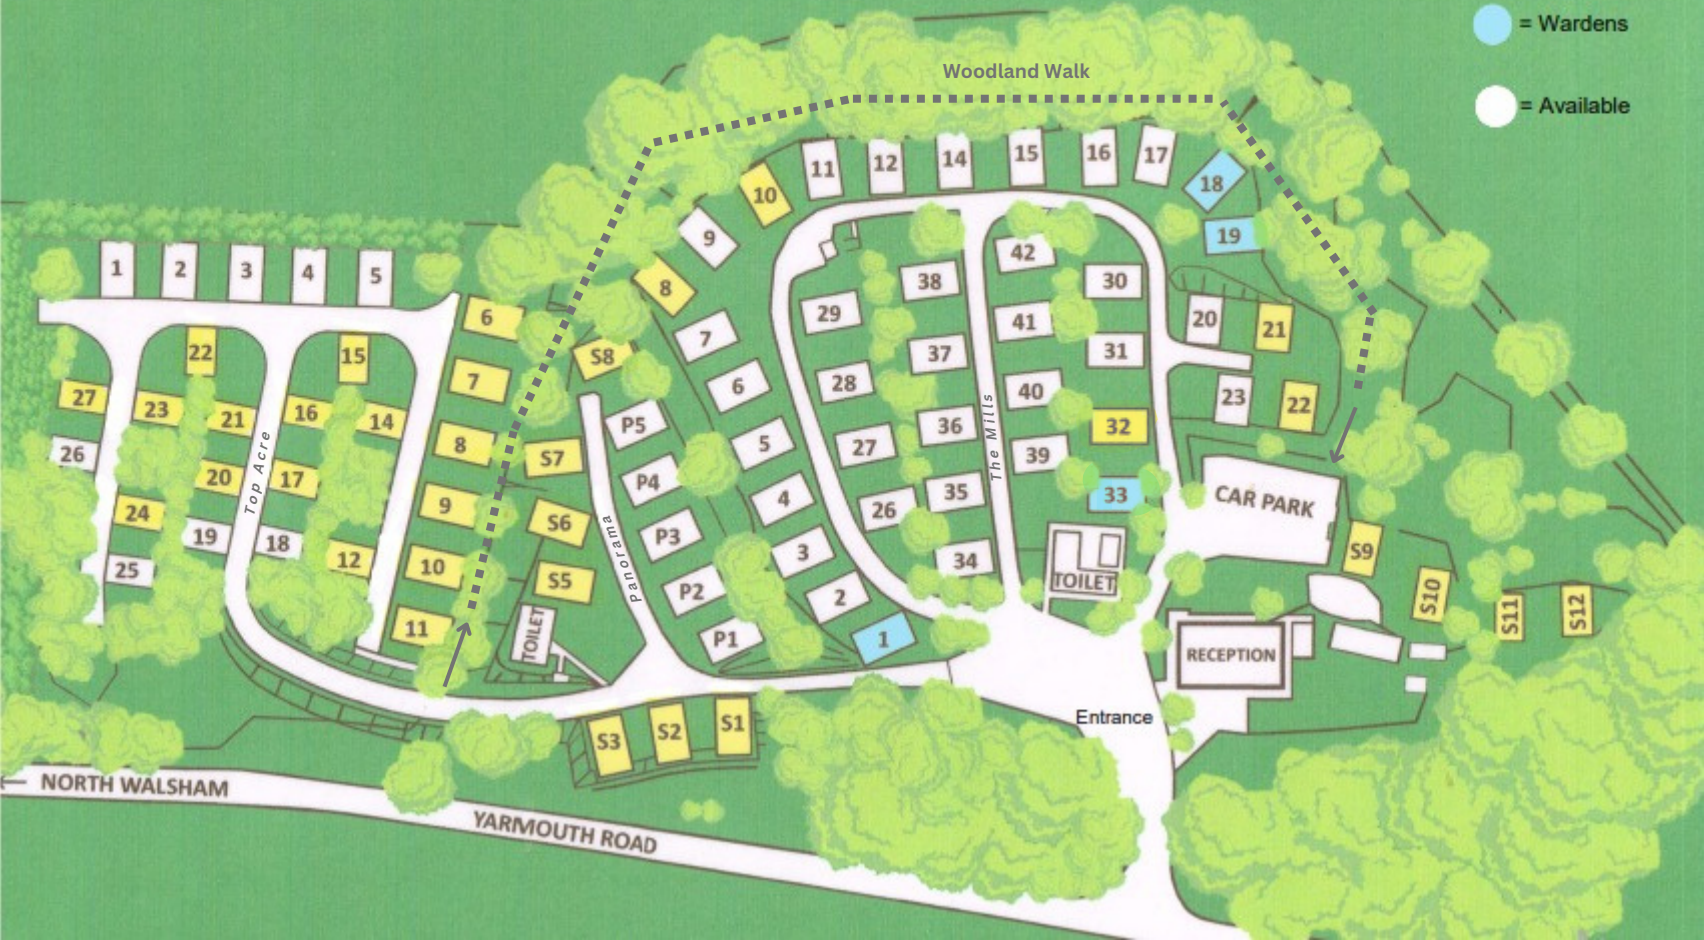 = Wardens
Woodland Walk
= Available
11
12
14
15
16
17
10
18
9
19
1
2
3
4
5
8
6
7
42
38
30
29
41
20
21
22
15
S8
37
31
7
6
28
40
23
22
27
23
21
16
14
8
S7
P5
5
36
32
39
27
26
20
17
9
P4
4
35
33
26
CAR PARK
24
Top Acre
The Mills
S6
P3
3
34
S9
19
18
12
10
S5
Panorama
P2
2
TOILET
S10
25
11
TOILET
P1
1
RECEPTION
S11
S12
S3
S2
S1
Entrance
NORTH WALSHAM
YARMOUTH ROAD